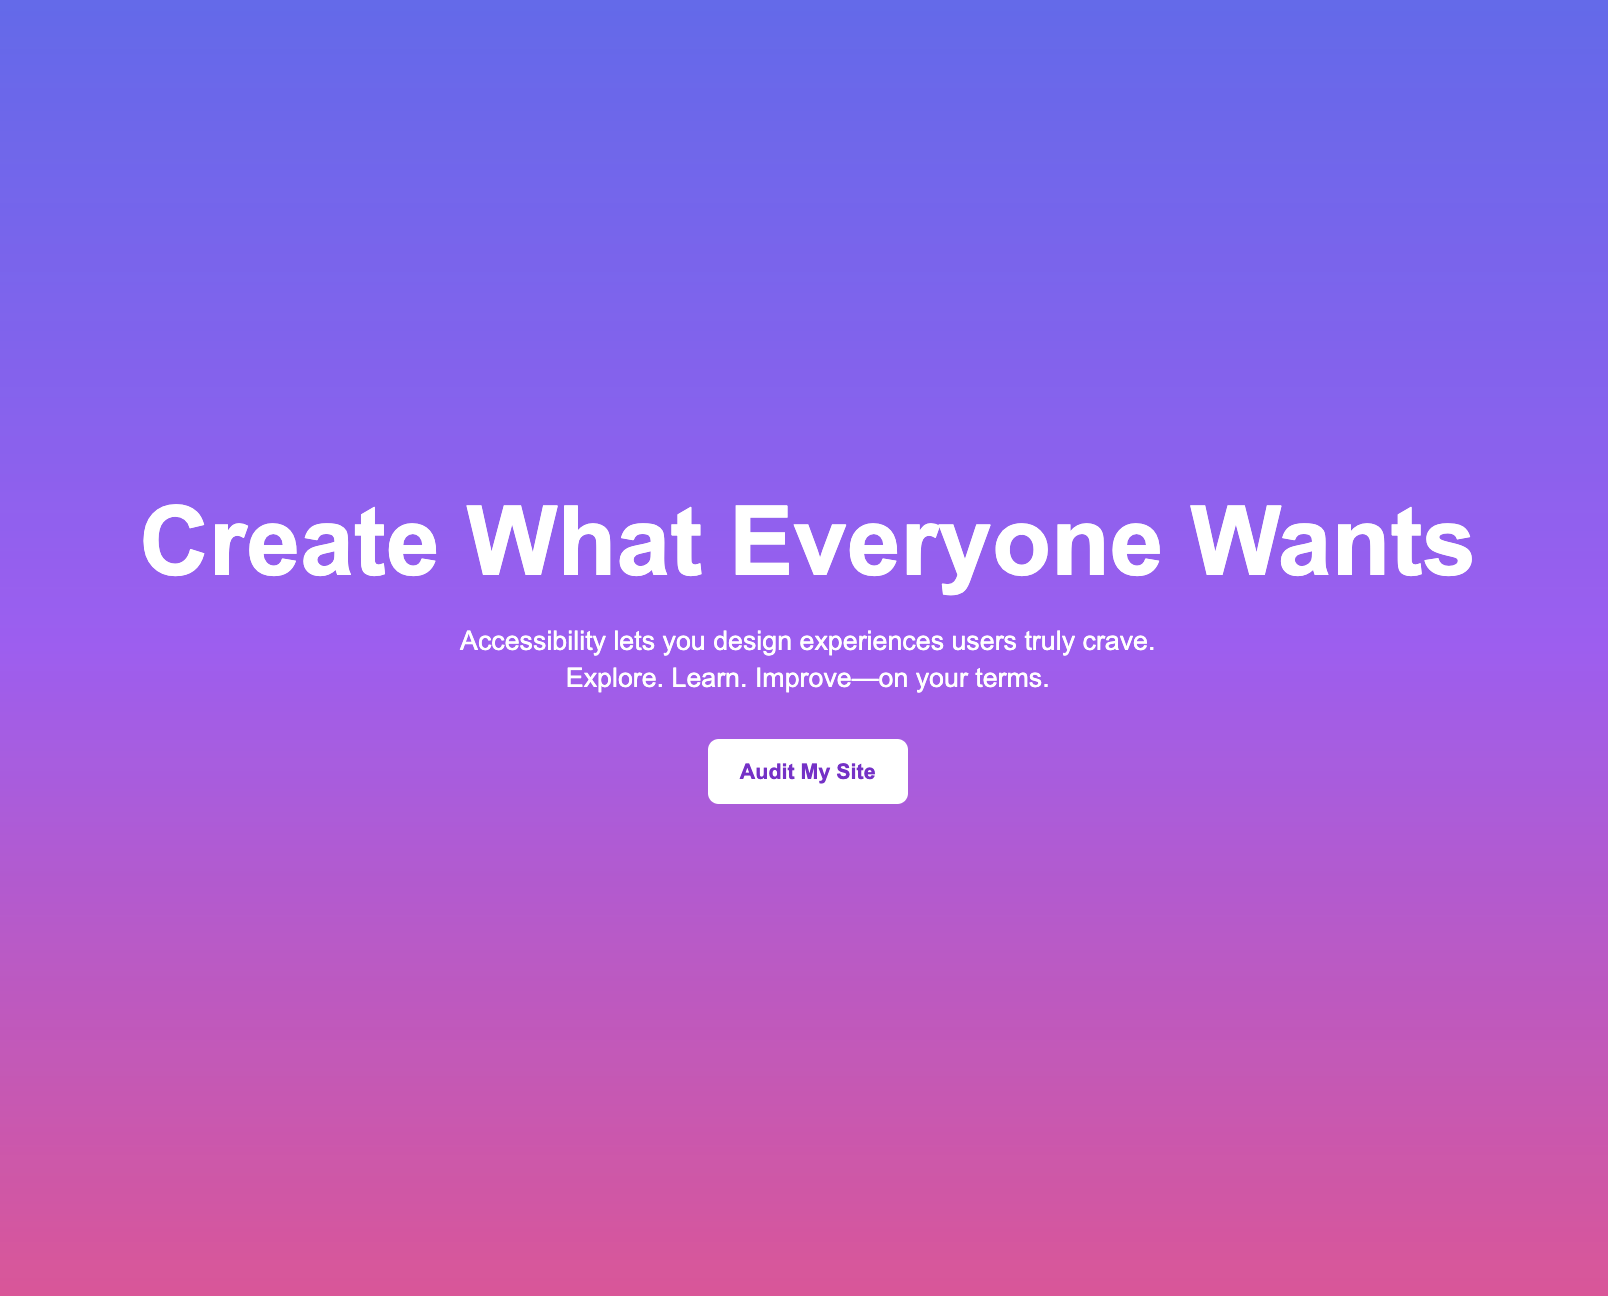 Create What Everyone Wants
Accessibility lets you design experiences users truly crave.
Explore. Learn. Improve—on your terms.
Audit My Site